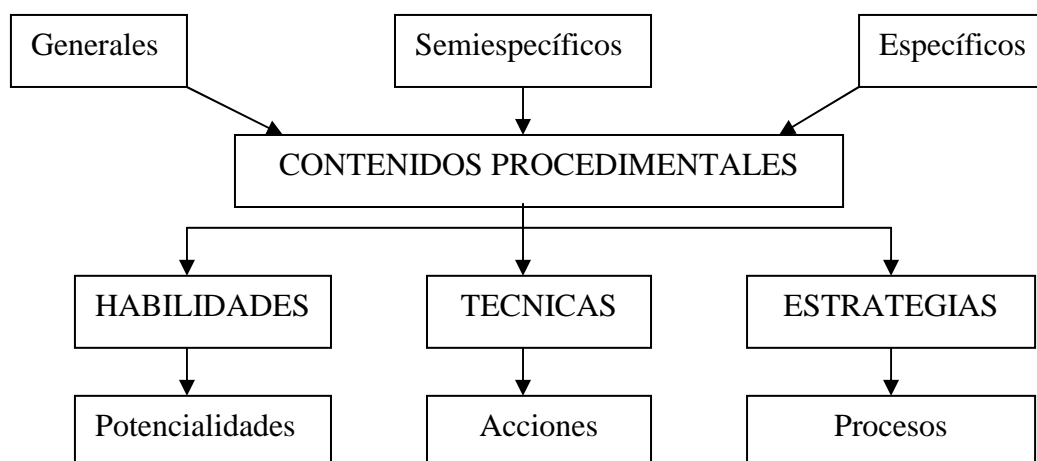 Generales
Semiespecíficos
Específicos
CONTENIDOS PROCEDIMENTALES
HABILIDADES
TECNICAS
ESTRATEGIAS
Potencialidades
Acciones
Procesos